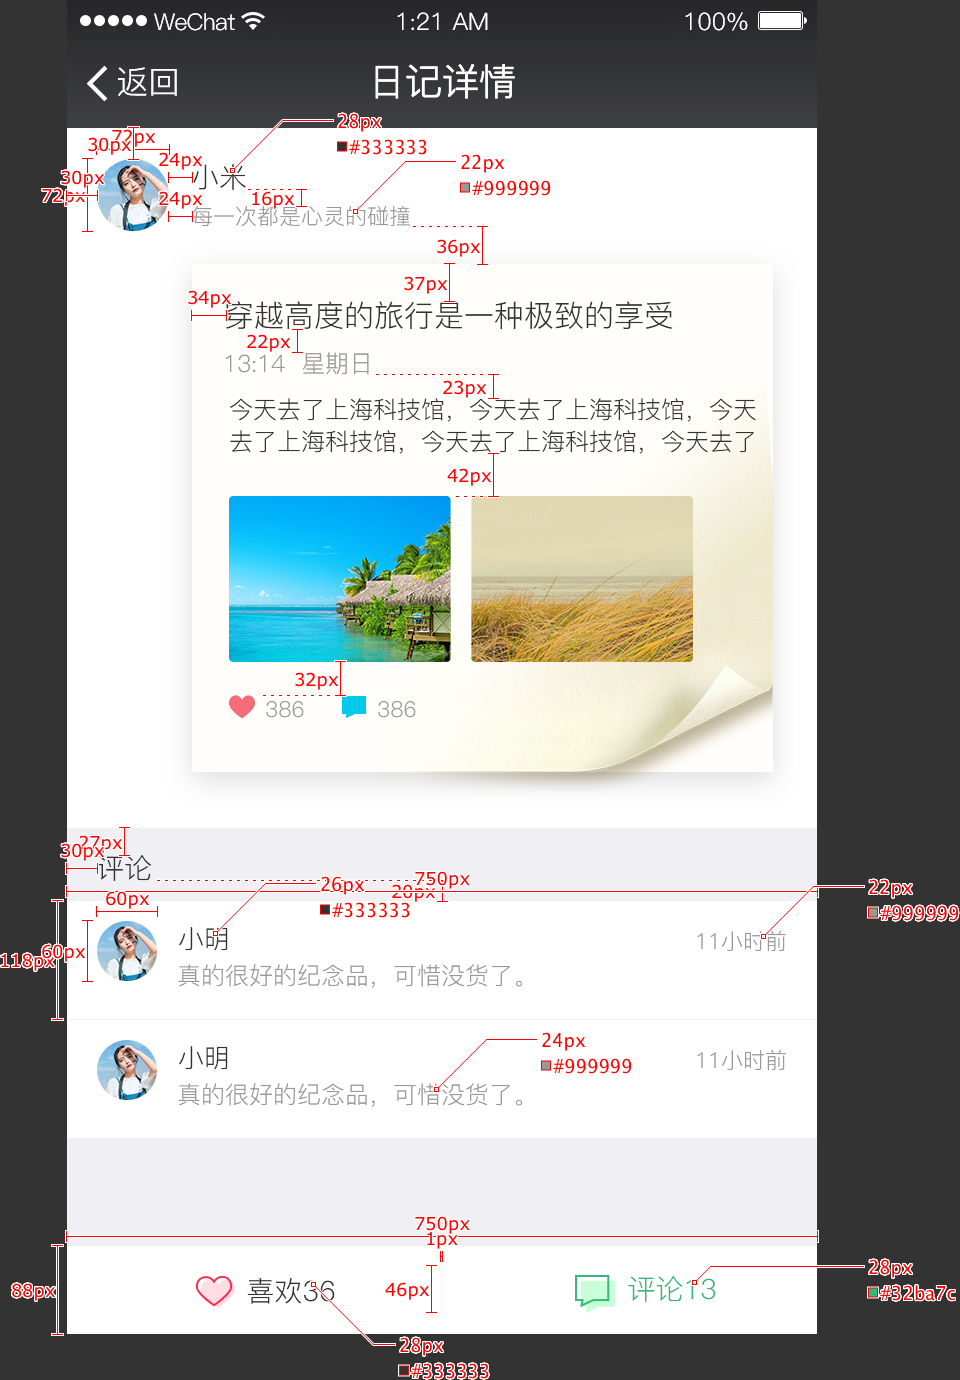 WeChat 1:21 AM 100%
返回 日记详情
28px
#333333
72px
30px
24px
22px
#999999
小米
30px
72px
24px
16px
每一次都是心灵的碰撞
36px
37px
34px
穿越高度的旅行是一种极致的享受
22px
13:14 星期日
23px
今天去了上海科技馆，今天去了上海科技馆，今天
去了上海科技馆，今天去了上海科技馆，今天去了
42px
32px
386 386
27px
30px
评论
750px
20px
26px
#333333
22px
#999999
60px
60px
118px
小明 11小时前
真的很好的纪念品，可惜没货了。
24px
#999999
小明 11小时前
真的很好的纪念品，可惜没货了。
750px
1px
88px
46px
喜欢36 评论13
28px
#32ba7c
28px
#333333